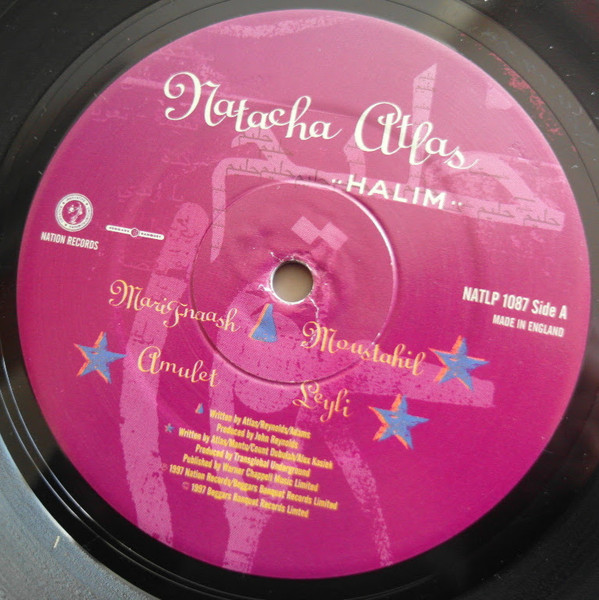 Natacha Atlas
"HALIM"
حليم
NATION RECORDS
NATLP 1087 Side A
MADE IN ENGLAND
Marifnaash
Moustahil
Amulet
Leyli
Written by Atlas/Reynolds/Adams
Produced by John Reynolds
Written by Atlas/Mantu/Count Dubulah/Alex Kasiek
Produced by Transglobal Underground
Published by Warner Chappell Music Limited
℗ 1997 Nation Records/Beggars Banquet Records Limited
© 1997 Beggars Banquet Records Limited